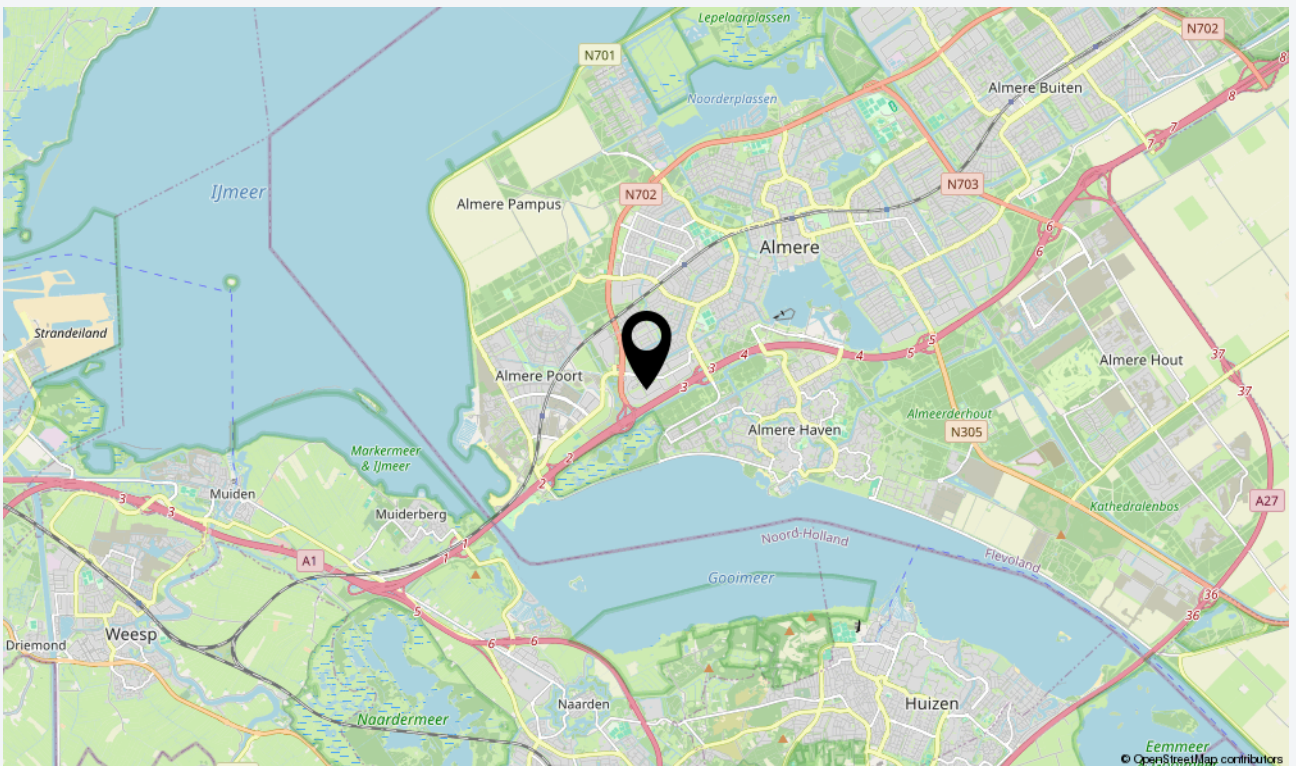 Lepelaarplassen
N702
N701
8
Almere Buiten
8
Noorderplassen
7
7
N703
IJmeer
N702
Almere Pampus
6
Almere
6
Strandeiland
5
4
4
5
37
Almere Hout
3
Almere Poort
3
37
Almeerderhout
Almere Haven
N305
Markermeer
& IJmeer
2
2
Muiden
3
3
A27
Kathedralenbos
Muiderberg
Noord-Holland
1
1
A1
Flevoland
Gooimeer
36
5
36
Weesp
6
6
Driemond
Naarden
Huizen
Naardermeer
Eemmeer
© OpenStreetMap contributors